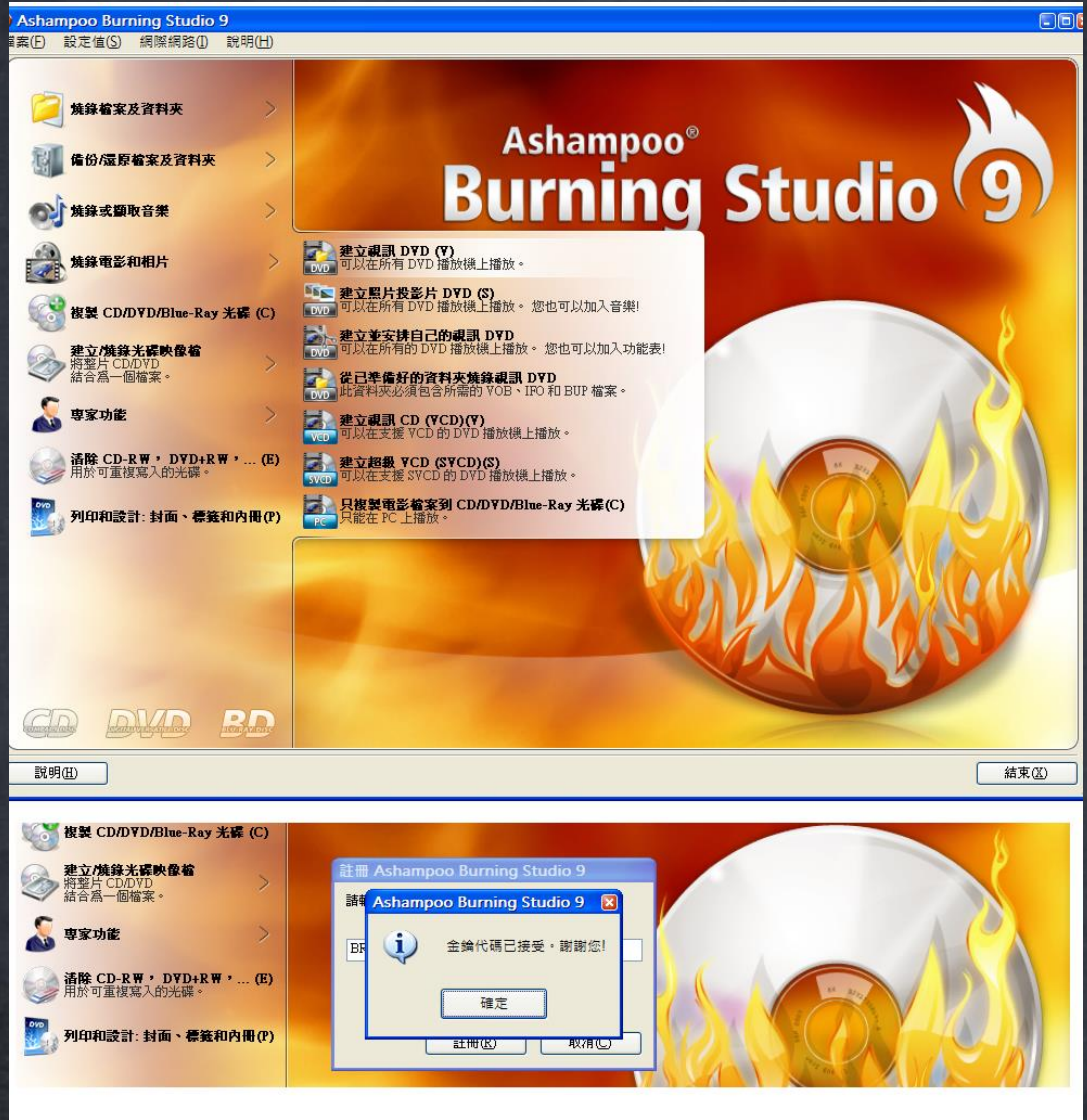 Ashampoo Burning Studio 9
檔案(F) 設定值(S) 網際網路(I) 說明(H)
燒錄檔案及資料夾
備份/還原檔案及資料夾
燒錄或擷取音樂
燒錄電影和相片
複製 CD/DVD/Blue-Ray 光碟 (C)
建立/燒錄光碟映像檔
將整片 CD/DVD
結合為一個檔案。
專家功能
清除 CD-RW, DVD+RW, ... (E)
用於可重複寫入的光碟。
列印和設計: 封面、標籤和內冊(P)
CD DVD BD
Ashampoo®
Burning Studio 9
DVD
建立視訊 DVD (V)
可以在所有 DVD 播放機上播放。
DVD
建立照片投影片 DVD (S)
可以在所有 DVD 播放機上播放。 您也可以加入音樂!
DVD
建立並安排自己的視訊 DVD
可以在所有的 DVD 播放機上播放。 您也可以加入功能表!
DVD
從已準備好的資料夾燒錄視訊 DVD
此資料夾必須包含所需的 VOB、IFO 和 BUP 檔案。
VCD
建立視訊 CD (VCD)(V)
可以在支援 VCD 的 DVD 播放機上播放。
SVCD
建立超級 VCD (SVCD)(S)
可以在支援 SVCD 的 DVD 播放機上播放。
PC
只複製電影檔案到 CD/DVD/Blue-Ray 光碟(C)
只能在 PC 上播放。
說明(H)
結束(X)
複製 CD/DVD/Blue-Ray 光碟 (C)
建立/燒錄光碟映像檔
將整片 CD/DVD
結合為一個檔案。
專家功能
清除 CD-RW, DVD+RW, ... (E)
用於可重複寫入的光碟。
列印和設計: 封面、標籤和內冊(P)
註冊 Ashampoo Burning Studio 9
請
Ashampoo Burning Studio 9
金鑰代碼已接受。謝謝您!
確定
註冊(R)
取消(C)